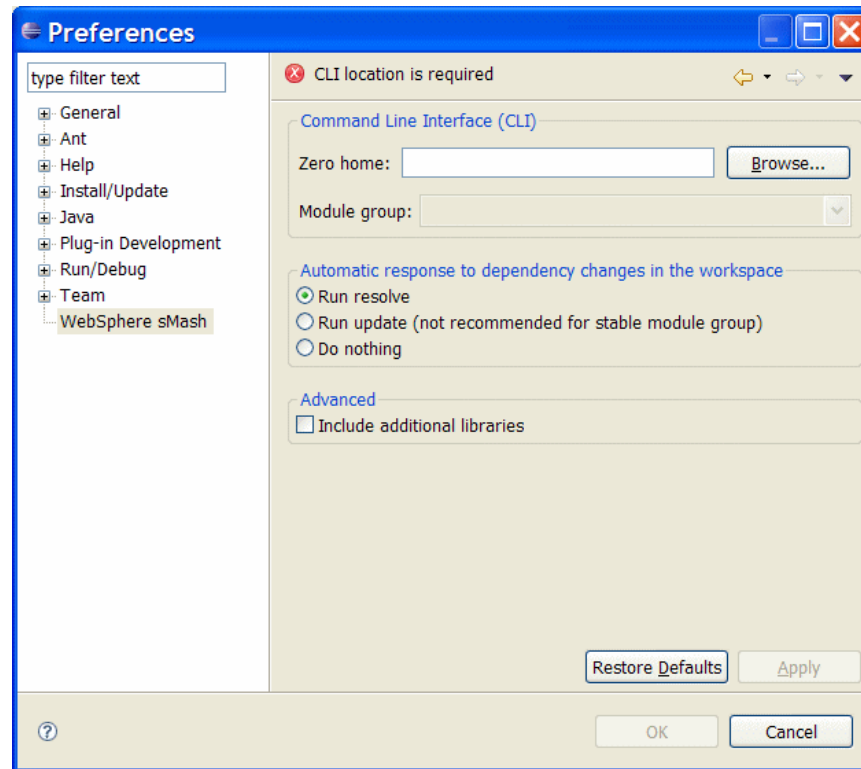 Preferences
type filter text
CLI location is required
General
Ant
Help
Install/Update
Java
Plug-in Development
Run/Debug
Team
WebSphere sMash
Command Line Interface (CLI)
Zero home:
Browse...
Module group:
Automatic response to dependency changes in the workspace
Run resolve
Run update (not recommended for stable module group)
Do nothing
Advanced
Include additional libraries
Restore Defaults
Apply
OK
Cancel